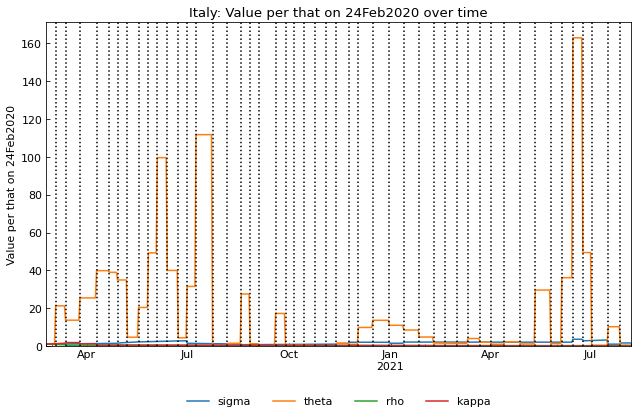 Italy: Value per that on 24Feb2020 over time
Value per that on 24Feb2020
160
140
120
100
80
60
40
20
0
Apr Jul Oct Jan Apr Jul
2021
sigma theta rho kappa